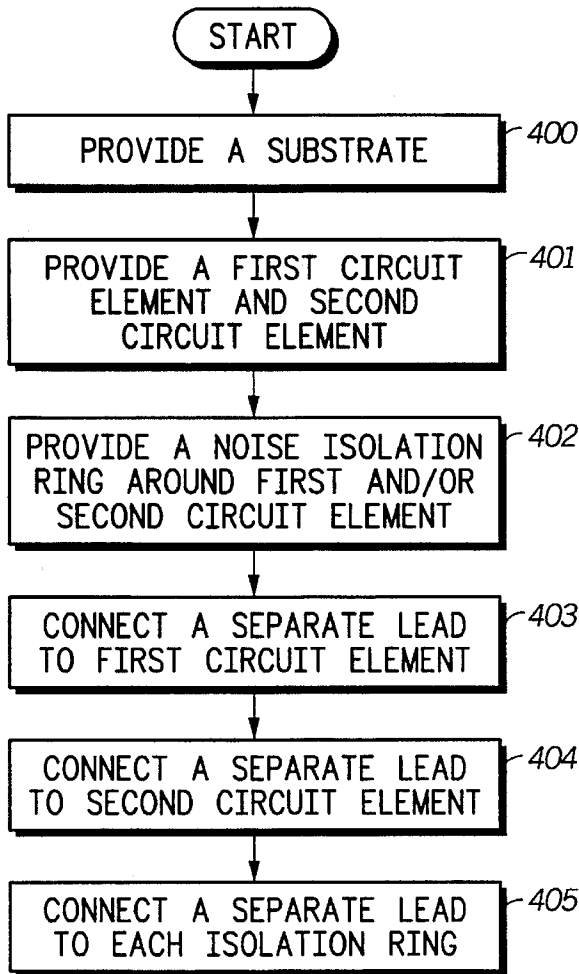 START
PROVIDE A SUBSTRATE
400
PROVIDE A FIRST CIRCUIT
ELEMENT AND SECOND
CIRCUIT ELEMENT
401
PROVIDE A NOISE ISOLATION
RING AROUND FIRST AND/OR
SECOND CIRCUIT ELEMENT
402
CONNECT A SEPARATE LEAD
TO FIRST CIRCUIT ELEMENT
403
CONNECT A SEPARATE LEAD
TO SECOND CIRCUIT ELEMENT
404
CONNECT A SEPARATE LEAD
TO EACH ISOLATION RING
405